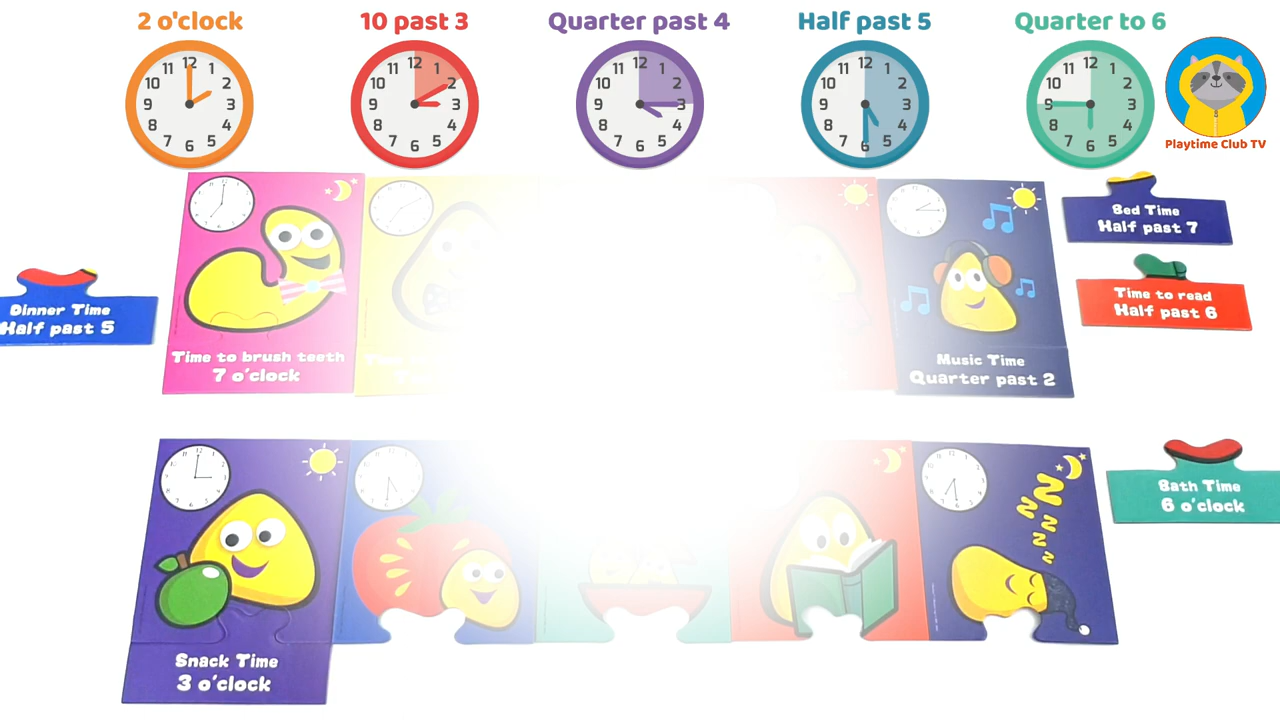 2 o'clock
10 past 3
Quarter past 4
Half past 5
Quarter to 6
Playtime Club TV
Bed Time
Half past 7
Dinner Time
Half past 5
Time to read
Half past 6
Time to brush teeth
7 o'clock
Music Time
Quarter past 2
Bath Time
6 o'clock
Snack Time
3 o'clock